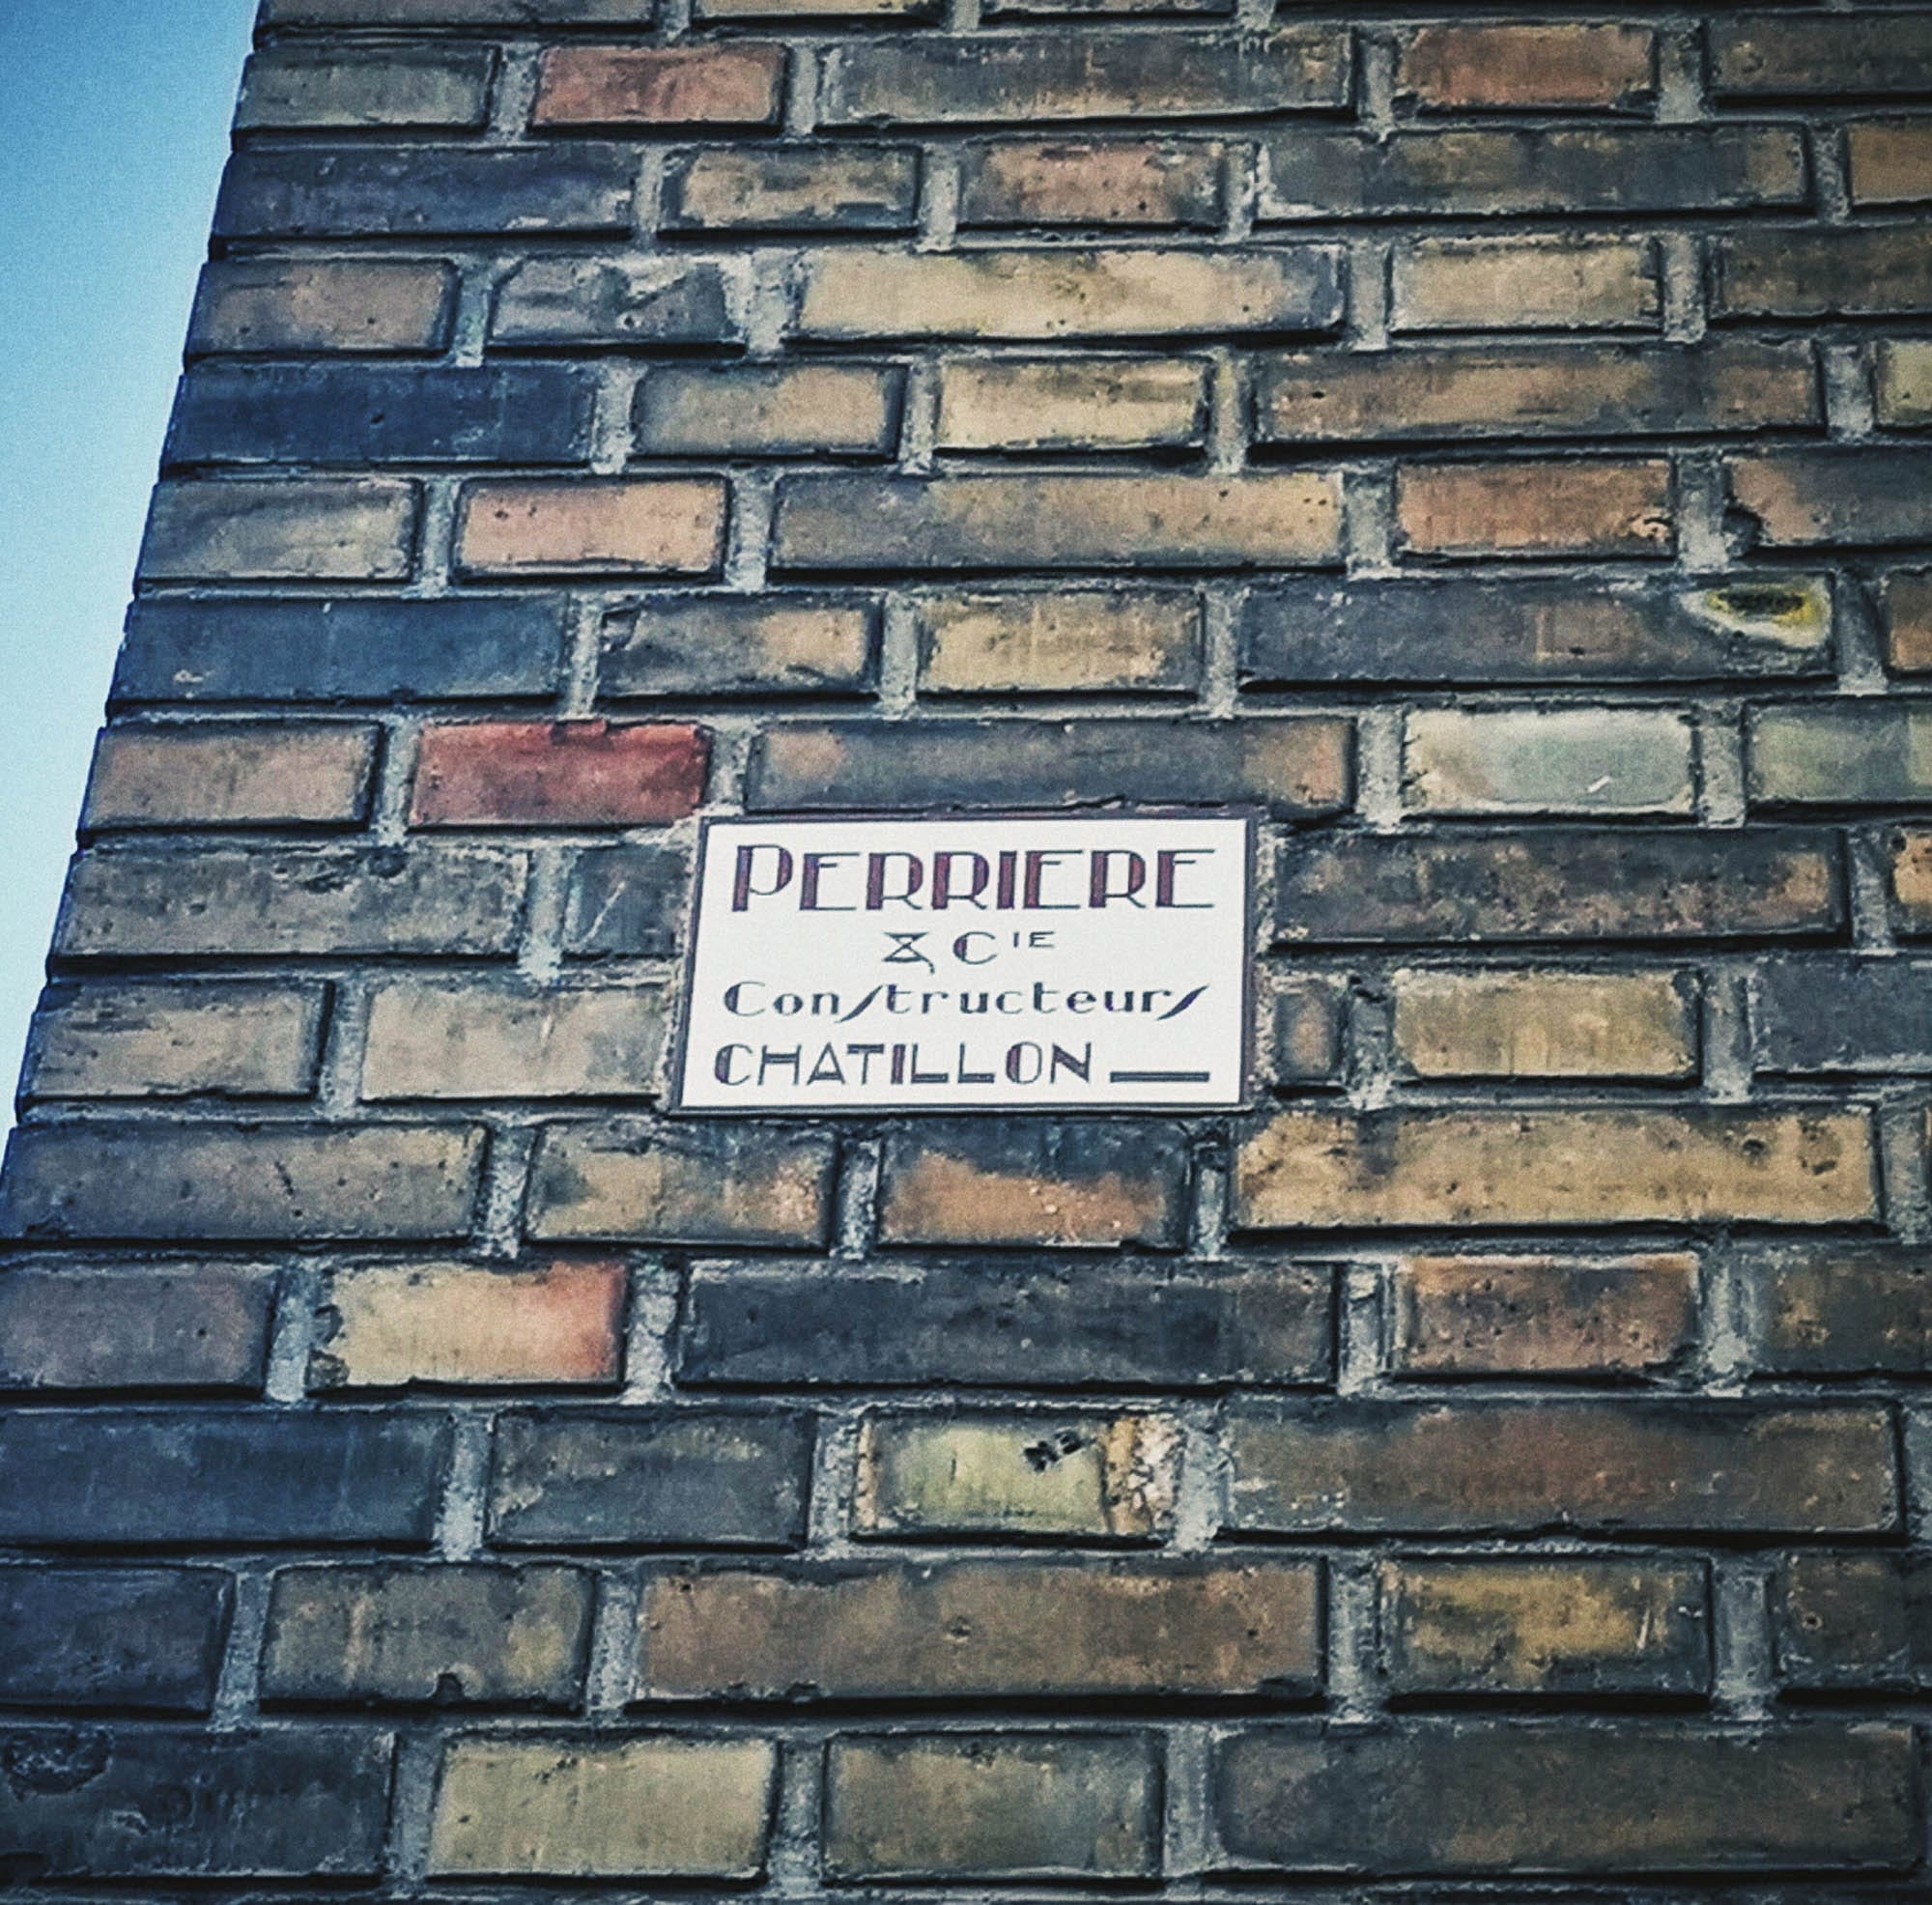 PERRIERE
& CIE
Constructeurs
CHATILLON